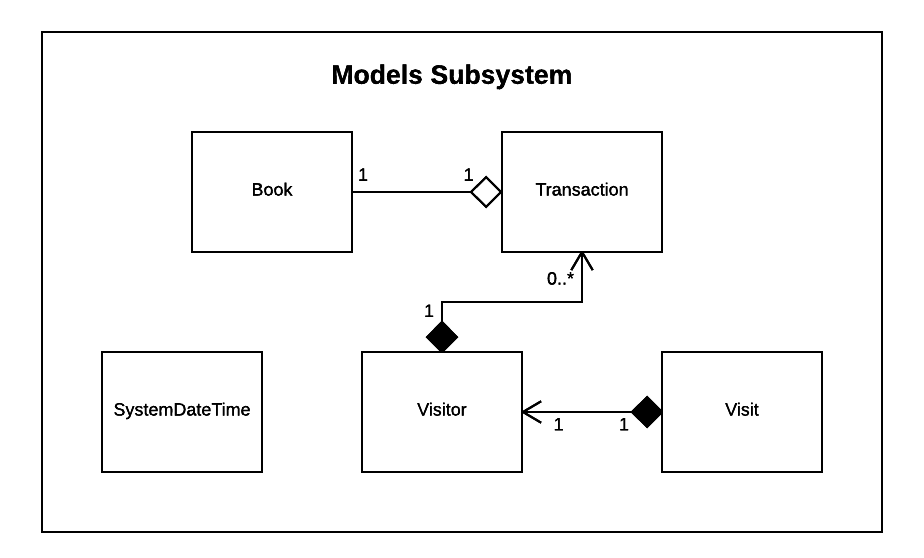 Models Subsystem
Book
1
1
Transaction
0..*
1
SystemDateTime
Visitor
1
1
Visit